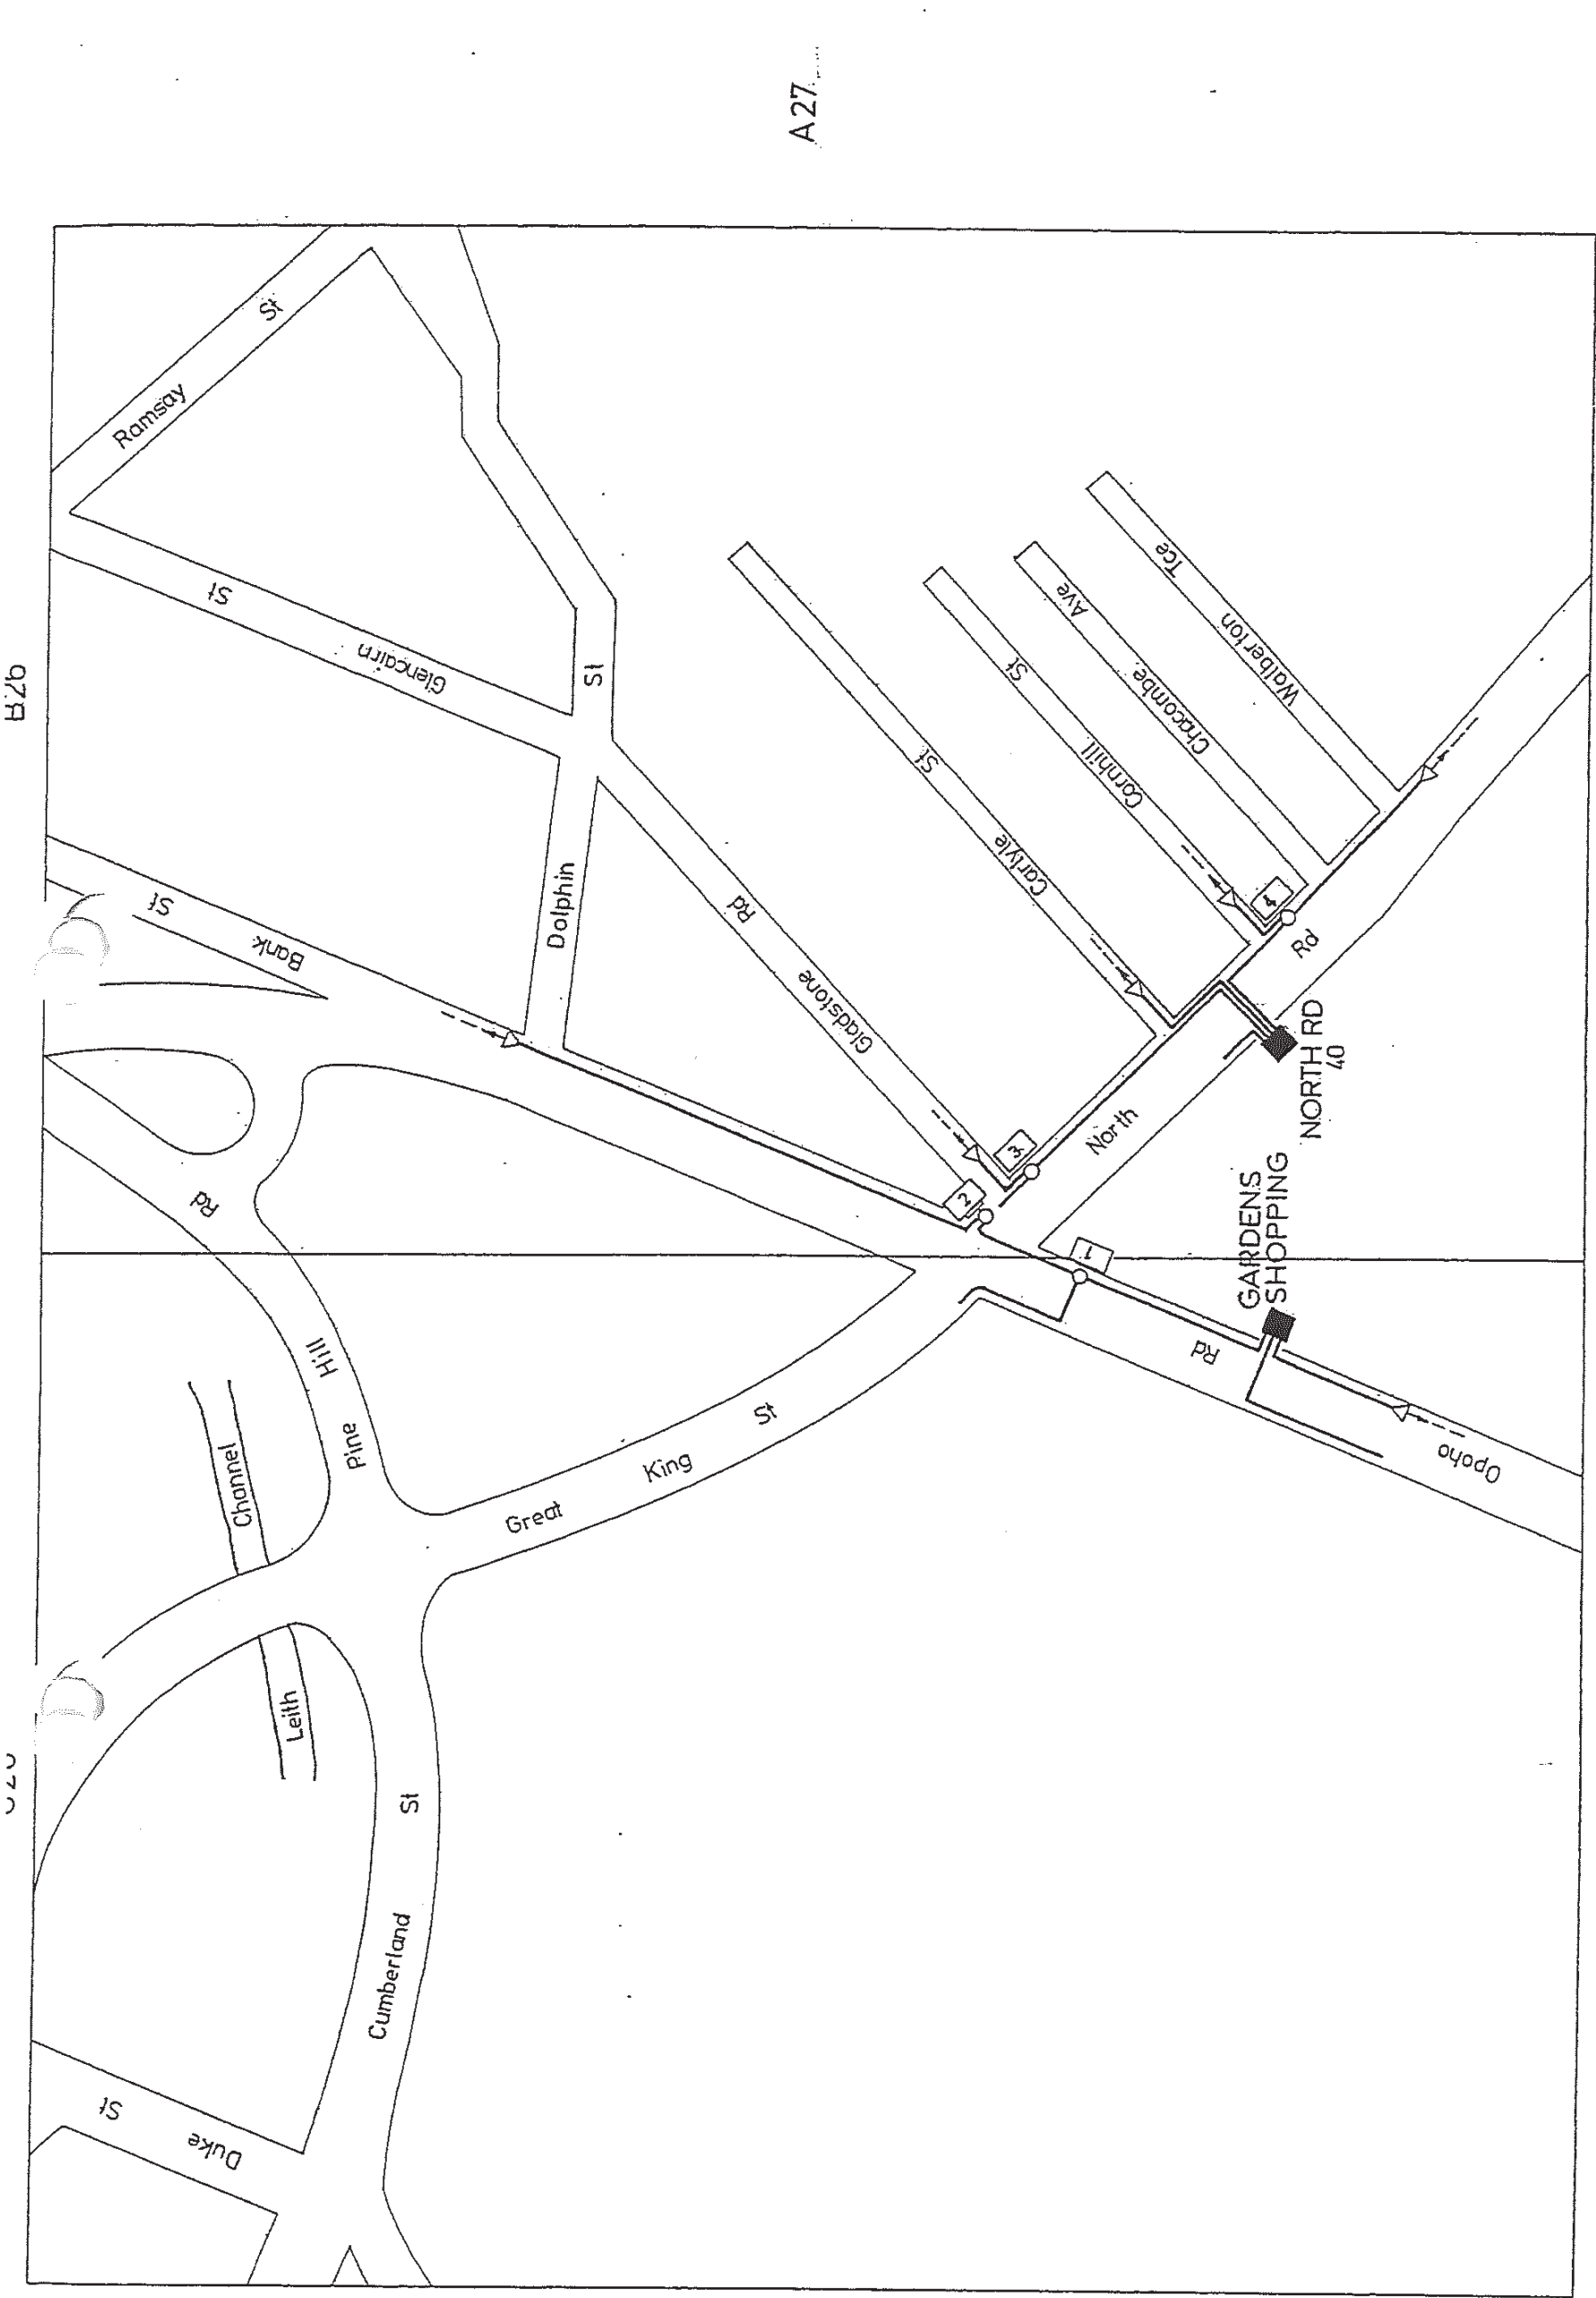 A27
B2b
Ramsay St
Glencairn St
Dolphin St
Bank St
Gladstone Rd
Carlyle St
Cornhill St
Chacombe Ave
Walberton Tce
North Rd
NORTH RD
40
GARDENS
SHOPPING
1
2
3
4
Opoho Rd
Great King St
Pine Hill Rd
Leith Channel
Cumberland St
Duke St